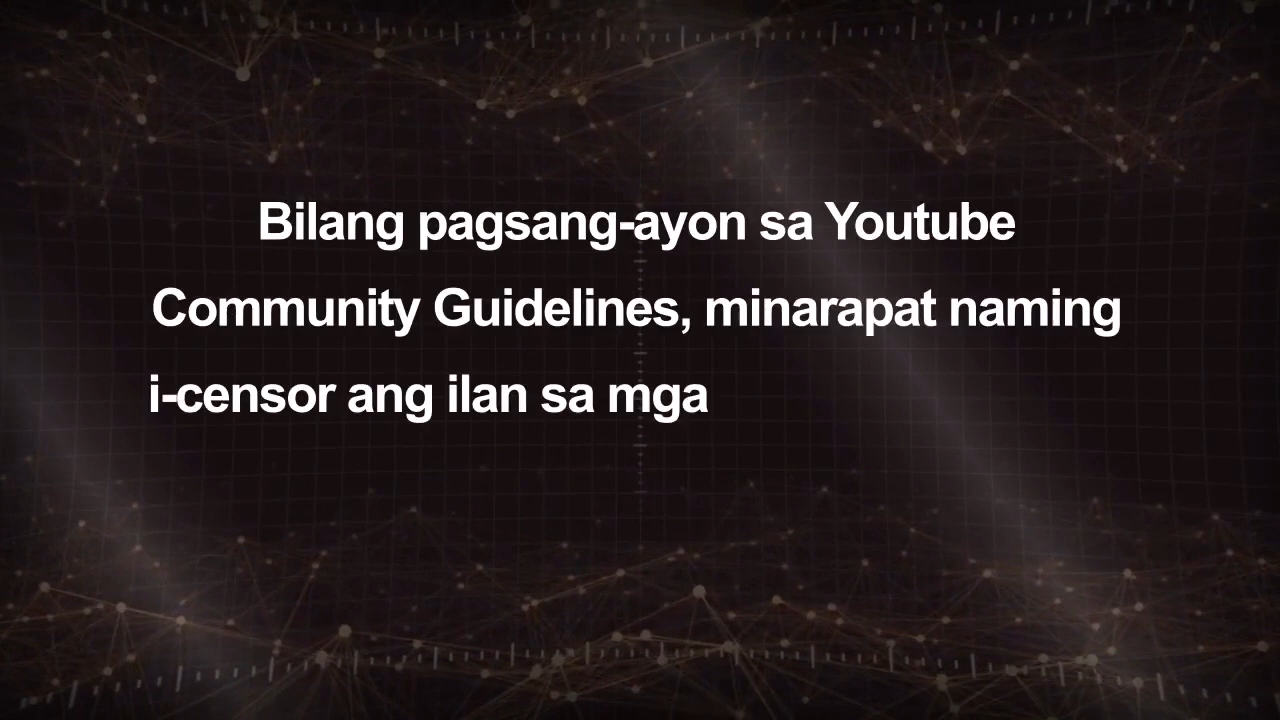 Bilang pagsang-ayon sa Youtube
Community Guidelines, minarapat naming
i-censor ang ilan sa mga